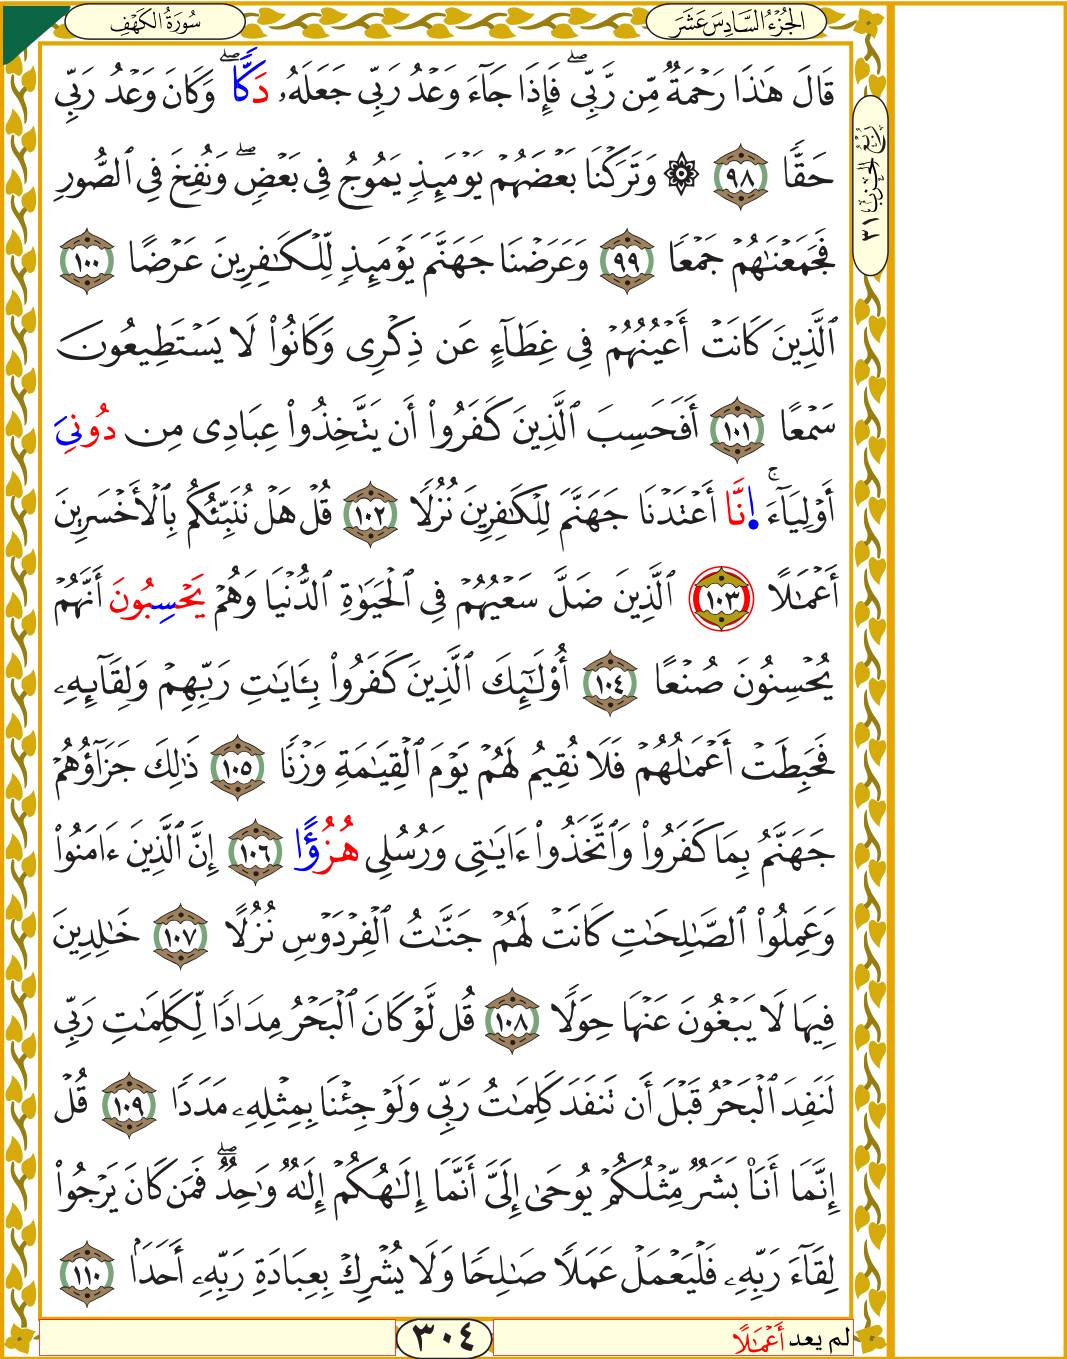 سُورَةُ الكَهْفِ
الجُزْءُ السَّادِسَ عَشَرَ
رُبْعُ الحِزْبِ ٣١
قَالَ هَٰذَا رَحۡمَةٞ مِّن رَّبِّيۖ فَإِذَا جَآءَ وَعۡدُ رَبِّي جَعَلَهُۥ دَكّٗاۖ وَكَانَ وَعۡدُ رَبِّي
حَقّٗا ٩٨ ۞ وَتَرَكۡنَا بَعۡضَهُمۡ يَوۡمَئِذٖ يَمُوجُ فِي بَعۡضٖۖ وَنُفِخَ فِي ٱلصُّورِ
فَجَمَعۡنَٰهُمۡ جَمۡعٗا ٩٩ وَعَرَضۡنَا جَهَنَّمَ يَوۡمَئِذٖ لِّلۡكَٰفِرِينَ عَرۡضًا ١٠٠
ٱلَّذِينَ كَانَتۡ أَعۡيُنُهُمۡ فِي غِطَآءٍ عَن ذِكۡرِي وَكَانُواْ لَا يَسۡتَطِيعُونَ
سَمۡعًا ١٠١ أَفَحَسِبَ ٱلَّذِينَ كَفَرُوٓاْ أَن يَتَّخِذُواْ عِبَادِي مِن دُونِيَ
أَوۡلِيَآءَۚ اِ۬نَّا أَعۡتَدۡنَا جَهَنَّمَ لِلۡكَٰفِرِينَ نُزُلٗا ١٠٢ قُلۡ هَلۡ نُنَبِّئُكُم بِٱلۡأَخۡسَرِينَ
أَعۡمَٰلًا ١٠٣ ٱلَّذِينَ ضَلَّ سَعۡيُهُمۡ فِي ٱلۡحَيَوٰةِ ٱلدُّنۡيَا وَهُمۡ يَحۡسِبُونَ أَنَّهُمۡ
يُحۡسِنُونَ صُنۡعًا ١٠٤ أُوْلَٰٓئِكَ ٱلَّذِينَ كَفَرُواْ بِـَٔايَٰتِ رَبِّهِمۡ وَلِقَآئِهِۦ
فَحَبِطَتۡ أَعۡمَٰلُهُمۡ فَلَا نُقِيمُ لَهُمۡ يَوۡمَ ٱلۡقِيَٰمَةِ وَزۡنٗا ١٠٥ ذَٰلِكَ جَزَآؤُهُمۡ
جَهَنَّمُ بِمَا كَفَرُواْ وَٱتَّخَذُوٓاْ ءَايَٰتِي وَرُسُلِي هُزُؤًا ١٠٦ إِنَّ ٱلَّذِينَ ءَامَنُواْ
وَعَمِلُواْ ٱلصَّٰلِحَٰتِ كَانَتۡ لَهُمۡ جَنَّٰتُ ٱلۡفِرۡدَوۡسِ نُزُلًا ١٠٧ خَٰلِدِينَ
فِيهَا لَا يَبۡغُونَ عَنۡهَا حِوَلٗا ١٠٨ قُل لَّوۡ كَانَ ٱلۡبَحۡرُ مِدَادٗا لِّكَلِمَٰتِ رَبِّي
لَنَفِدَ ٱلۡبَحۡرُ قَبۡلَ أَن تَنفَدَ كَلِمَٰتُ رَبِّي وَلَوۡ جِئۡنَا بِمِثۡلِهِۦ مَدَدٗا ١٠٩ قُلۡ
إِنَّمَآ أَنَا۠ بَشَرٞ مِّثۡلُكُمۡ يُوحَىٰٓ إِلَيَّ أَنَّمَآ إِلَٰهُكُمۡ إِلَٰهٞ وَٰحِدٞۖ فَمَن كَانَ يَرۡجُواْ
لِقَآءَ رَبِّهِۦ فَلۡيَعۡمَلۡ عَمَلٗا صَٰلِحٗا وَلَا يُشۡرِكۡ بِعِبَادَةِ رَبِّهِۦٓ أَحَدَۢا ١١٠
لم يعد أَعۡمَٰلًا
٣٠٤